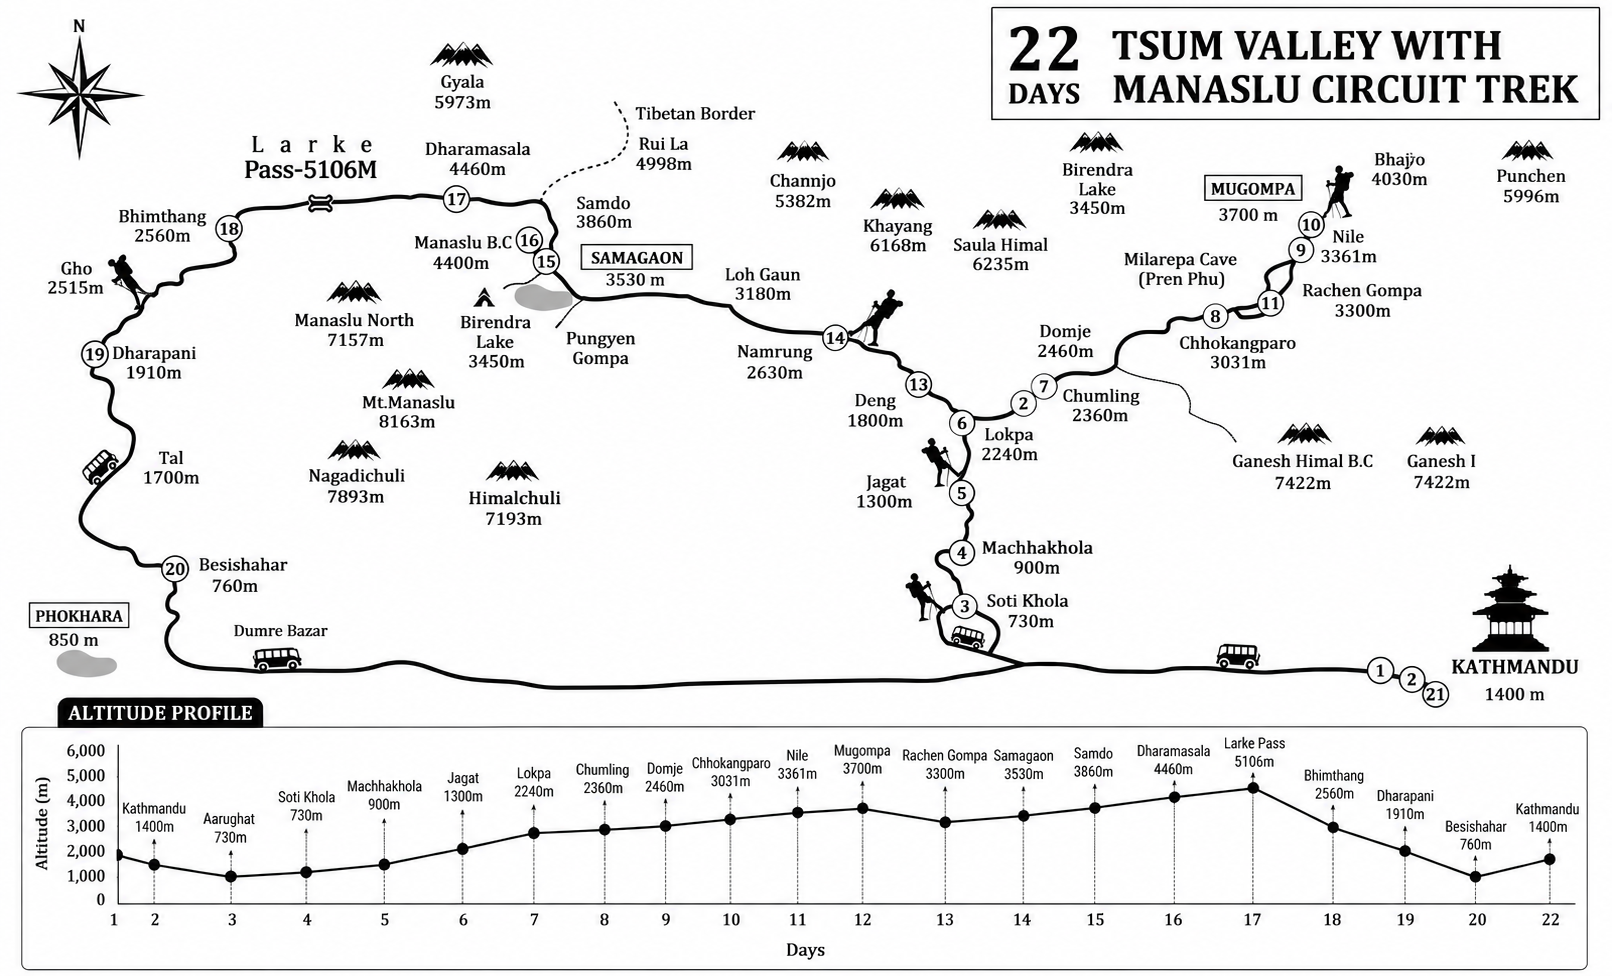 N
22
DAYS
TSUM VALLEY WITH
MANASLU CIRCUIT TREK
Gyala
5973m
Tibetan Border
Rui La
4998m
Larke
Pass-5106M
Dharamasala
4460m
17
Channjo
5382m
Khayang
6168m
Saula Himal
6235m
Birendra
Lake
3450m
MUGOMPA
3700 m
Bhajyo
4030m
Punchen
5996m
Bhimthang
2560m
18
Samdo
3860m
Manaslu B.C
4400m
16
15
SAMAGAON
3530 m
10
9
Nile
3361m
Milarepa Cave
(Pren Phu)
Gho
2515m
Loh Gaun
3180m
11
Rachen Gompa
3300m
8
Chhokangparo
3031m
Manaslu North
7157m
Birendra
Lake
3450m
Pungyen
Gompa
14
Namrung
2630m
Domje
2460m
19
Dharapani
1910m
13
Deng
1800m
7
2
Chumling
2360m
Mt.Manaslu
8163m
6
Lokpa
2240m
Tal
1700m
Nagadichuli
7893m
Himalchuli
7193m
Jagat
1300m
5
Ganesh Himal B.C
7422m
Ganesh I
7422m
4
Machhakhola
900m
20
Besishahar
760m
3
Soti Khola
730m
PHOKHARA
850 m
Dumre Bazar
1
2
21
KATHMANDU
1400 m
ALTITUDE PROFILE
Altitude (m)
6,000
5,000
4,000
3,000
2,000
1,000
0
Kathmandu
1400m
Aarughat
730m
Soti Khola
730m
Machhakhola
900m
Jagat
1300m
Lokpa
2240m
Chumling
2360m
Domje
2460m
Chhokangparo
3031m
Nile
3361m
Mugompa
3700m
Rachen Gompa
3300m
Samagaon
3530m
Samdo
3860m
Dharamasala
4460m
Larke Pass
5106m
Bhimthang
2560m
Dharapani
1910m
Besishahar
760m
Kathmandu
1400m
1 2 3 4 5 6 7 8 9 10 11 12 13 14 15 16 17 18 19 20 22
Days